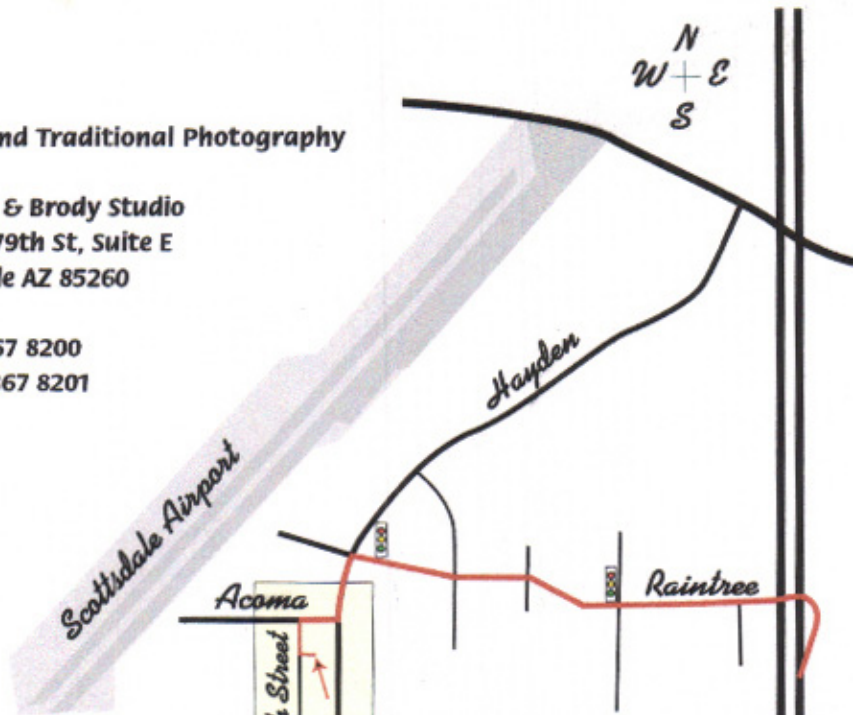 nd Traditional Photography
& Brody Studio
79th St, Suite E
le AZ 85260
57 8200
867 8201
N
W E
S
Hayden
Scottsdale Airport
Raintree
Acoma
Street